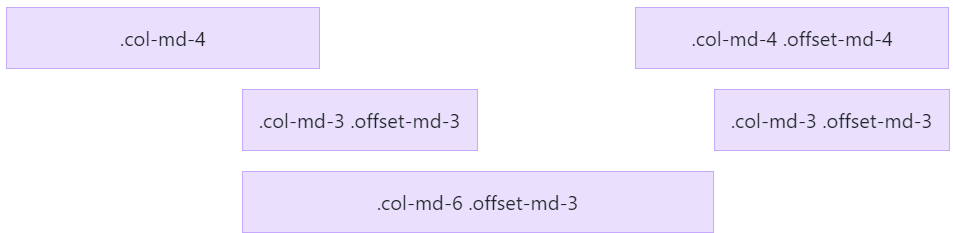 .col-md-4
.col-md-4 .offset-md-4
.col-md-3 .offset-md-3
.col-md-3 .offset-md-3
.col-md-6 .offset-md-3